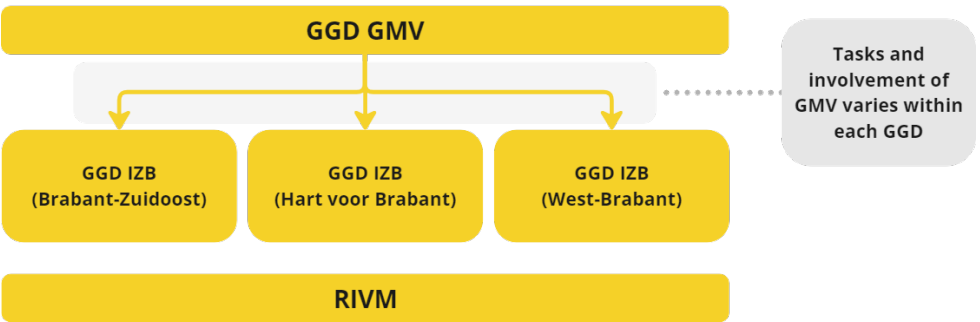 GGD GMV
Tasks and
involvement of
GMV varies within
each GGD
GGD IZB
(Brabant-Zuidoost)
GGD IZB
(Hart voor Brabant)
GGD IZB
(West-Brabant)
RIVM